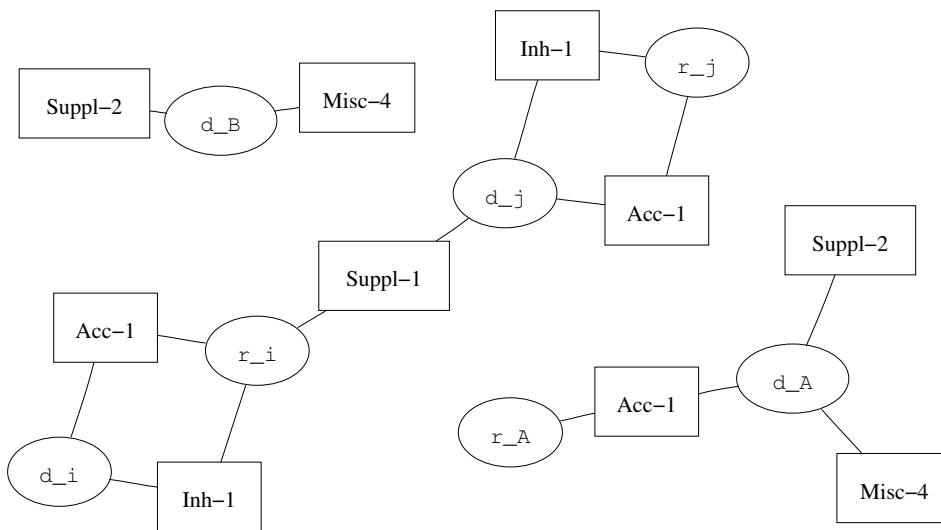 Inh−1
r_j
Suppl−2
d_B
Misc−4
d_j
Acc−1
Suppl−2
Suppl−1
Acc−1
r_i
d_A
Acc−1
r_A
d_i
Inh−1
Misc−4